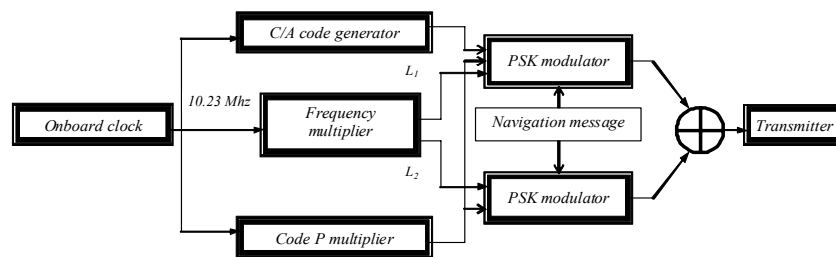 C/A code generator
L1
PSK modulator
10.23 Mhz
Onboard clock
Frequency
multiplier
Navigation message
Transmitter
L2
PSK modulator
Code P multiplier